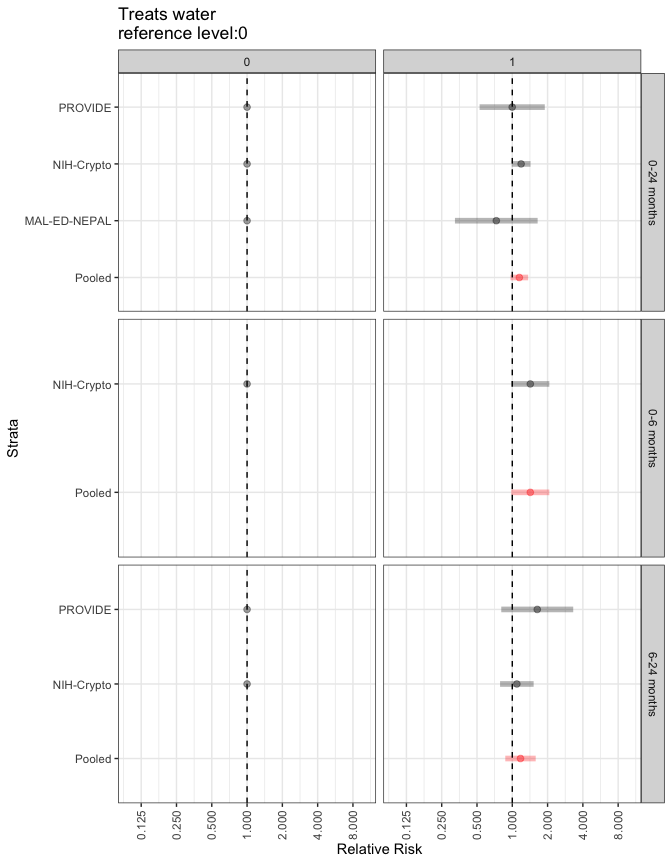 Treats water
reference level:0
0
1
PROVIDE
NIH-Crypto
MAL-ED-NEPAL
Pooled
0-24 months
NIH-Crypto
Pooled
0-6 months
PROVIDE
NIH-Crypto
Pooled
6-24 months
Strata
0.125 0.250 0.500 1.000 2.000 4.000 8.000
0.125 0.250 0.500 1.000 2.000 4.000 8.000
Relative Risk